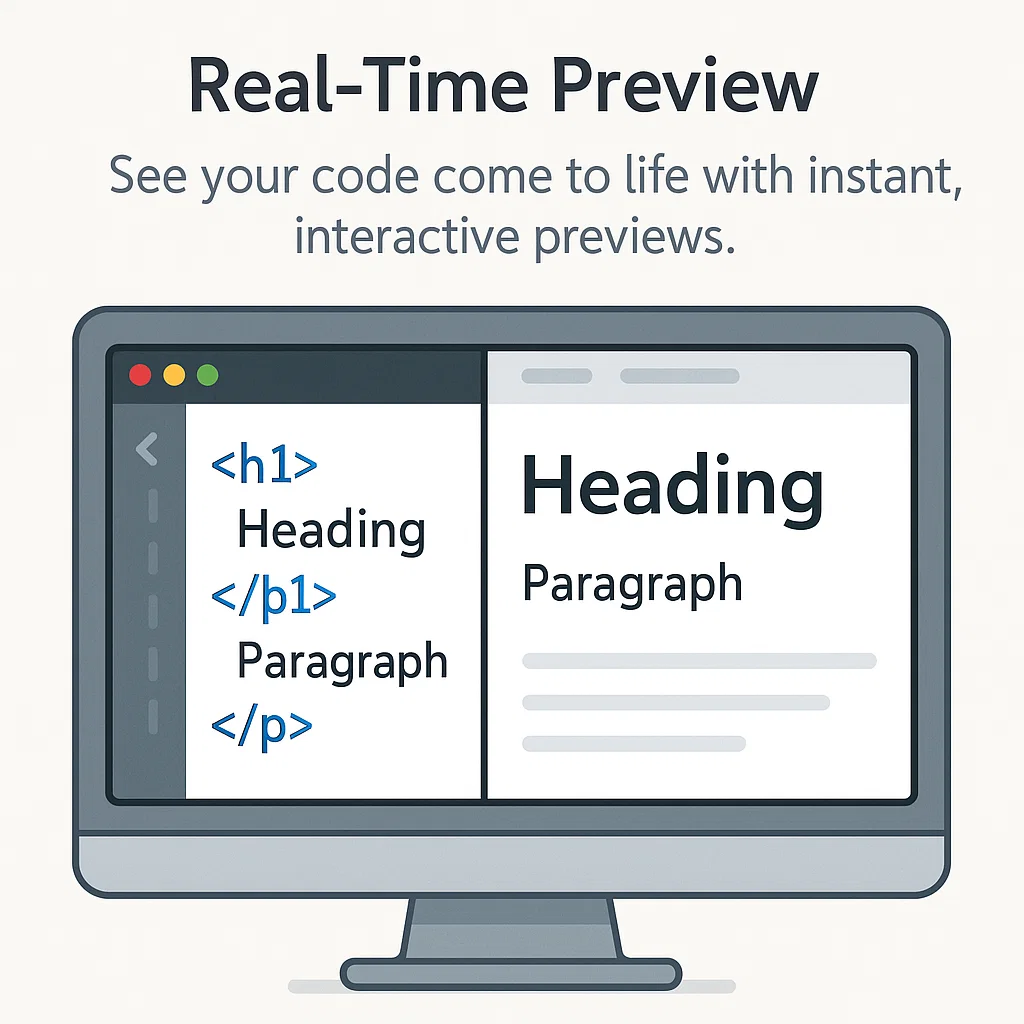 Real-Time Preview
See your code come to life with instant,
interactive previews.
<h1>
Heading
</þ1>
Paragraph
</p>
Heading
Paragraph